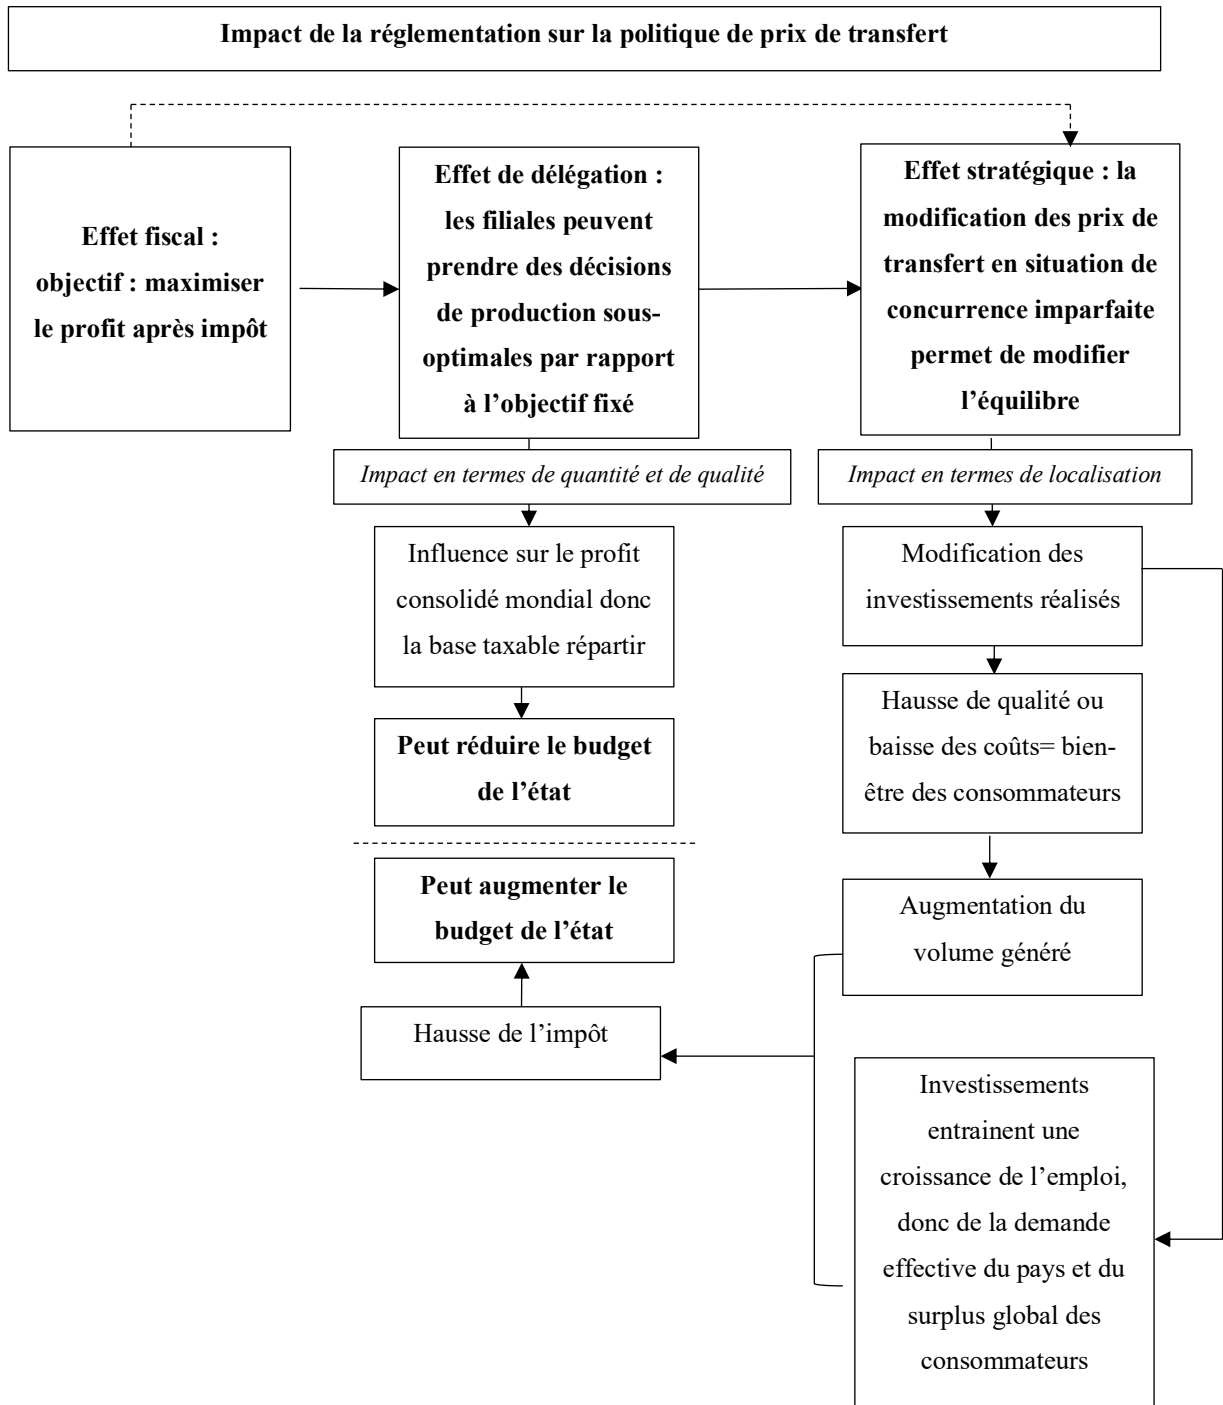 Impact de la réglementation sur la politique de prix de transfert
Effet fiscal :
objectif : maximiser
le profit après impôt
Effet de délégation :
les filiales peuvent
prendre des décisions
de production sous-
optimales par rapport
à l’objectif fixé
Effet stratégique : la
modification des prix de
transfert en situation de
concurrence imparfaite
permet de modifier
l’équilibre
Impact en termes de quantité et de qualité
Impact en termes de localisation
Influence sur le profit
consolidé mondial donc
la base taxable répartir
Modification des
investissements réalisés
Peut réduire le budget
de l’état
Hausse de qualité ou
baisse des coûts= bien-
être des consommateurs
Peut augmenter le
budget de l’état
Augmentation du
volume généré
Hausse de l’impôt
Investissements
entrainent une
croissance de l’emploi,
donc de la demande
effective du pays et du
surplus global des
consommateurs